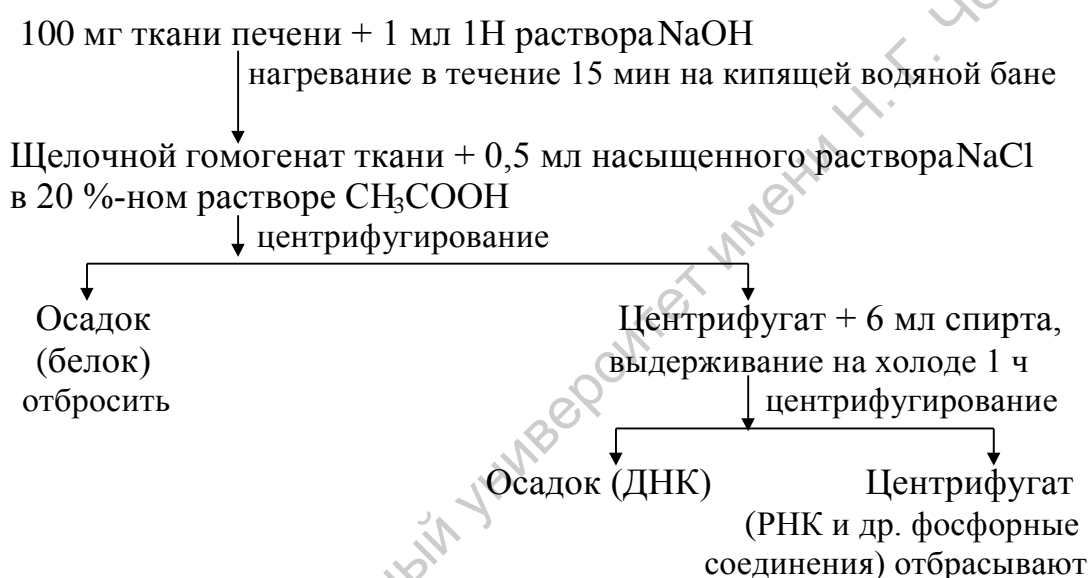 100 мг ткани печени + 1 мл 1Н раствора NaOH
нагревание в течение 15 мин на кипящей водяной бане
Щелочной гомогенат ткани + 0,5 мл насыщенного раствора NaCl
в 20 %-ном растворе CH₃COOH
центрифугирование
Осадок
(белок)
отбросить
Центрифугат + 6 мл спирта,
выдерживание на холоде 1 ч
центрифугирование
Осадок (ДНК)
Центрифугат
(РНК и др. фосфорные
соединения) отбрасывают
университет имени Н. Г.